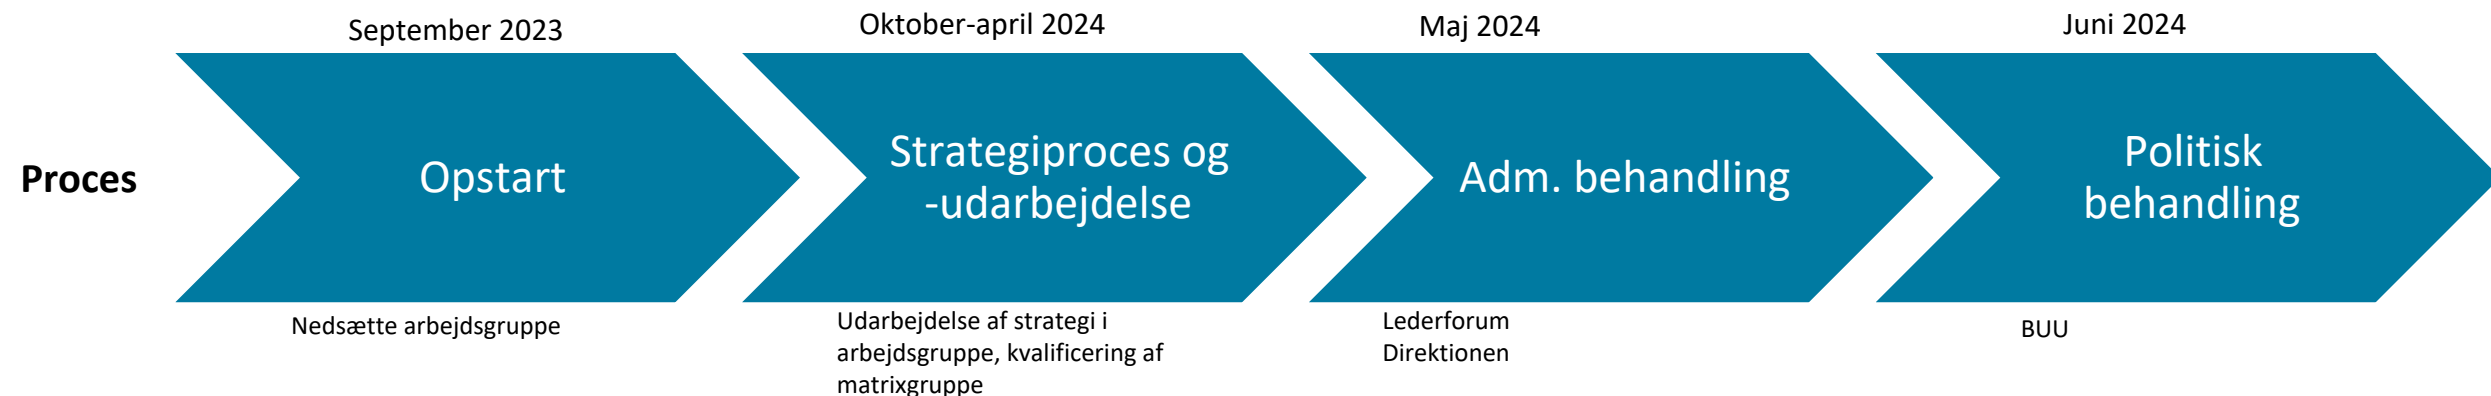 September 2023
Oktober-april 2024
Maj 2024
Juni 2024
Proces
Opstart
Strategiproces og
-udarbejdelse
Adm. behandling
Politisk
behandling
Nedsætte arbejdsgruppe
Udarbejdelse af strategi i
arbejdsgruppe, kvalificering af
matrixgruppe
Lederforum
Direktionen
BUU